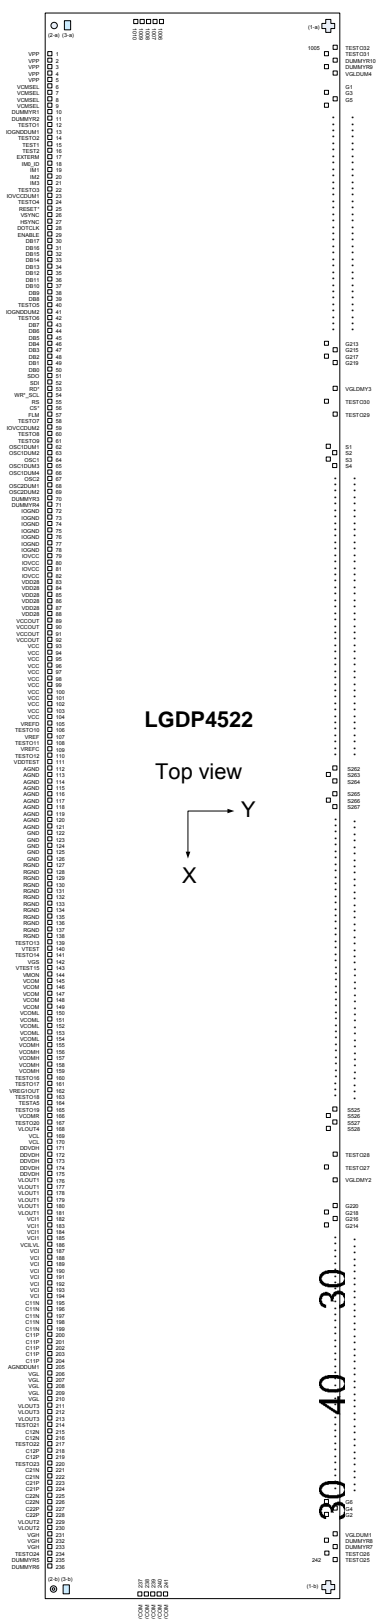 (2-a) (3-a)
1010
1009
1008
1007
1006
(1-a)
1005 TESTO32
TESTO31
VPP 1
VPP 2 DUMMYR10
VPP 3 DUMMYR9
VPP 4 VGLDUM4
VPP 5
VCMSEL 6 G1
VCMSEL 7 G3
VCMSEL 8 G5
VCMSEL 9
DUMMYR1 10
DUMMYR2 11
TESTO1 12
IOGNDDUM1 13
TESTO2 14
TEST1 15
TEST2 16
EXTERM 17
IM0_ID 18
IM1 19
IM2 20
IM3 21
TESTO3 22
IOVCCDUM1 23
TESTO4 24
RESET* 25
VSYNC 26
HSYNC 27
DOTCLK 28
ENABLE 29
DB17 30
DB16 31
DB15 32
DB14 33
DB13 34
DB12 35
DB11 36
DB10 37
DB9 38
DB8 39
TESTO5 40
IOGNDDUM2 41
TESTO6 42
DB7 43
DB6 44
DB5 45
DB4 46 G213
DB3 47 G215
DB2 48 G217
DB1 49 G219
DB0 50
SDO 51
SDI 52
RD* 53 VGLDMY3
WR*_SCL 54
RS 55 TESTO30
CS* 56
FLM 57 TESTO29
TESTO7 58
IOVCCDUM2 59
TESTO8 60
TESTO9 61
OSC1DUM1 62 S1
OSC1DUM2 63 S2
OSC1 64 S3
OSC1DUM3 65 S4
OSC1DUM4 66
OSC2 67
OSC2DUM1 68
OSC2DUM2 69
DUMMYR3 70
DUMMYR4 71
IOGND 72
IOGND 73
IOGND 74
IOGND 75
IOGND 76
IOGND 77
IOGND 78
IOVCC 79
IOVCC 80
IOVCC 81
IOVCC 82
VDD28 83
VDD28 84
VDD28 85
VDD28 86
VDD28 87
VDD28 88
VCCOUT 89
VCCOUT 90
VCCOUT 91
VCCOUT 92
VCC 93
VCC 94
VCC 95
VCC 96
VCC 97
VCC 98
VCC 99
VCC 100
VCC 101
VCC 102
VCC 103
VCC 104
LGDP4522
VREFD 105
TESTO10 106
VREF 107
TESTO11 108
VREFC 109
TESTO12 110
VDDTEST 111
Top view
AGND 112 S262
AGND 113 S263
AGND 114 S264
AGND 115
AGND 116 S265
AGND 117 S266
AGND 118 S267
Y
AGND 119
AGND 120
AGND 121
GND 122
GND 123
GND 124
GND 125
GND 126
RGND 127
RGND 128
X
RGND 129
RGND 130
RGND 131
RGND 132
RGND 133
RGND 134
RGND 135
RGND 136
RGND 137
RGND 138
TESTO13 139
VTEST 140
TESTO14 141
VGS 142
VTEST15 143
VMON 144
VCOM 145
VCOM 146
VCOM 147
VCOM 148
VCOM 149
VCOML 150
VCOML 151
VCOML 152
VCOML 153
VCOML 154
VCOMH 155
VCOMH 156
VCOMH 157
VCOMH 158
VCOMH 159
TESTO16 160
TESTO17 161
VREG1OUT 162
TESTO18 163
TESTA5 164
TESTO19 165 S525
VCOMR 166 S526
TESTO20 167 S527
VLOUT4 168 S528
VCL 169
VCL 170
DDVDH 171
DDVDH 172 TESTO28
DDVDH 173
DDVDH 174 TESTO27
DDVDH 175
VLOUT1 176 VGLDMY2
VLOUT1 177
VLOUT1 178
VLOUT1 179
VLOUT1 180 G220
VLOUT1 181 G218
VCI1 182 G216
VCI1 183 G214
VCI1 184
VCI1 185
VCILVL 186
VCI 187
VCI 188
VCI 189
VCI 190
VCI 191
VCI 192
VCI 193
VCI 194
30
C11N 195
C11N 196
C11N 197
C11N 198
C11N 199
C11P 200
C11P 201
C11P 202
C11P 203
C11P 204
AGNDDUM1 205
VGL 206
VGL 207
VGL 208
VGL 209
VGL 210
40
VLOUT3 211
VLOUT3 212
VLOUT3 213
TESTO21 214
C12N 215
C12N 216
TESTO22 217
C12P 218
C12P 219
TESTO23 220
C21N 221
C21N 222
C21P 223
C21P 224
30
C22N 225
C22N 226 G6
C22P 227 G4
C22P 228 G2
VLOUT2 229
VLOUT2 230
VGH 231 VGLDUM1
VGH 232 DUMMYR8
VGH 233 DUMMYR7
TESTO24 234 TESTO26
DUMMYR5 235 242 TESTO25
DUMMYR6 236
(2-b) (3-b)
237
238
239
240
241
(1-b)
VCOM
VCOM
VCOM
VCOM
VCOM